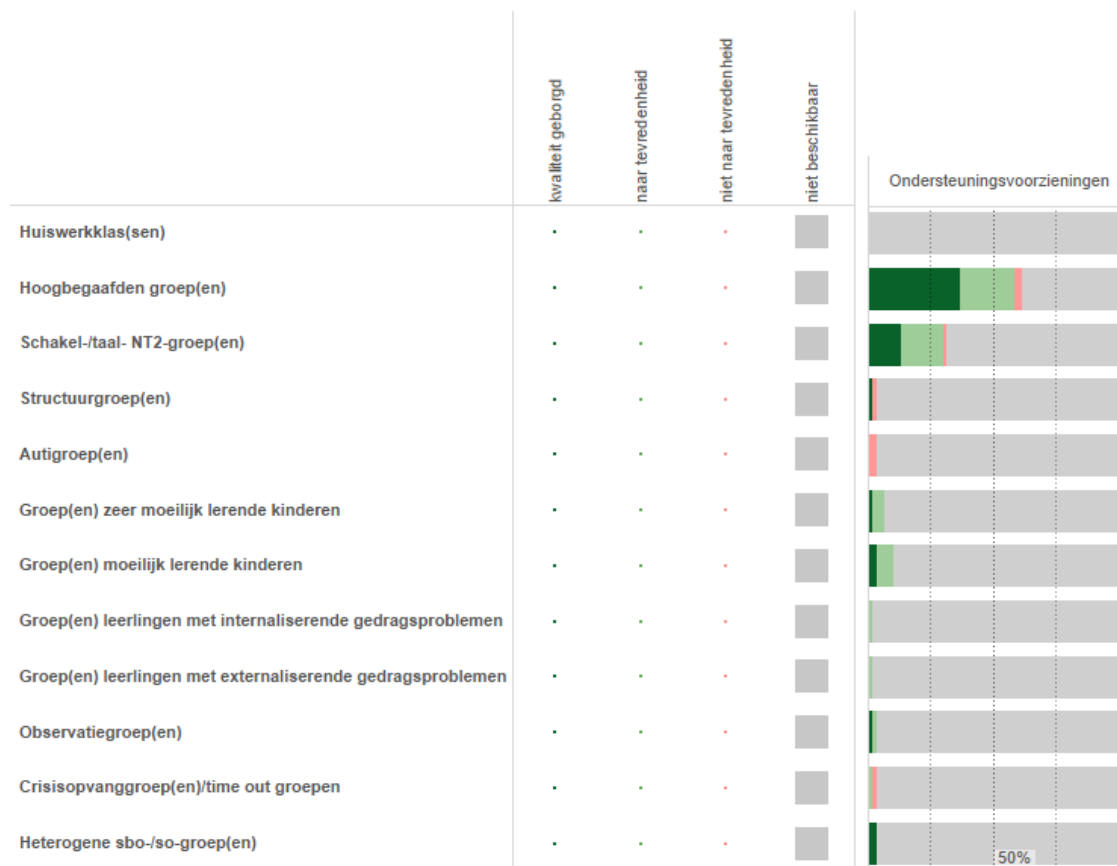 kwaliteit geborgd
naar tevredenheid
niet naar tevredenheid
niet beschikbaar
Ondersteuningsvoorzieningen
Huiswerkklas(sen)
Hoogbegaafden groep(en)
Schakel-/taal- NT2-groep(en)
Structuurgroep(en)
Autigroep(en)
Groep(en) zeer moeilijk lerende kinderen
Groep(en) moeilijk lerende kinderen
Groep(en) leerlingen met internaliserende gedragsproblemen
Groep(en) leerlingen met externaliserende gedragsproblemen
Observatiegroep(en)
Crisisopvanggroep(en)/time out groepen
Heterogene sbo-/so-groep(en)
50%